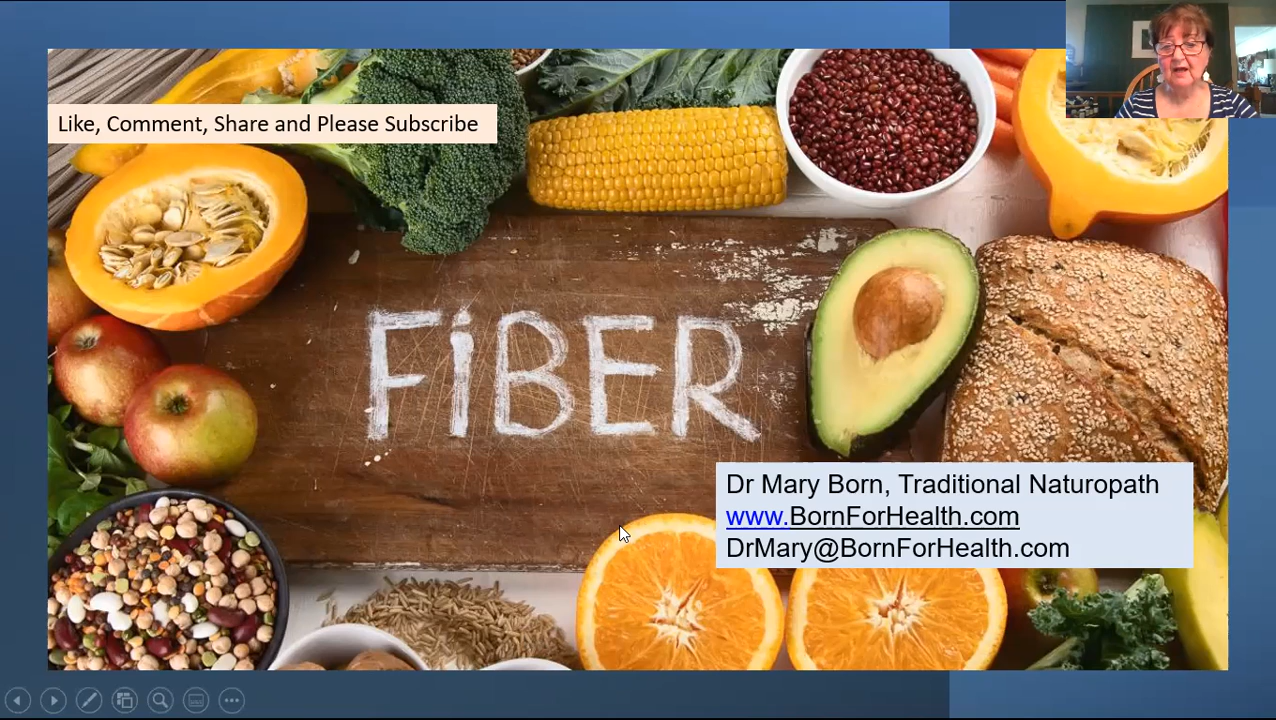 Like, Comment, Share and Please Subscribe
FiBER
Dr Mary Born, Traditional Naturopath
www.BornForHealth.com
DrMary@BornForHealth.com